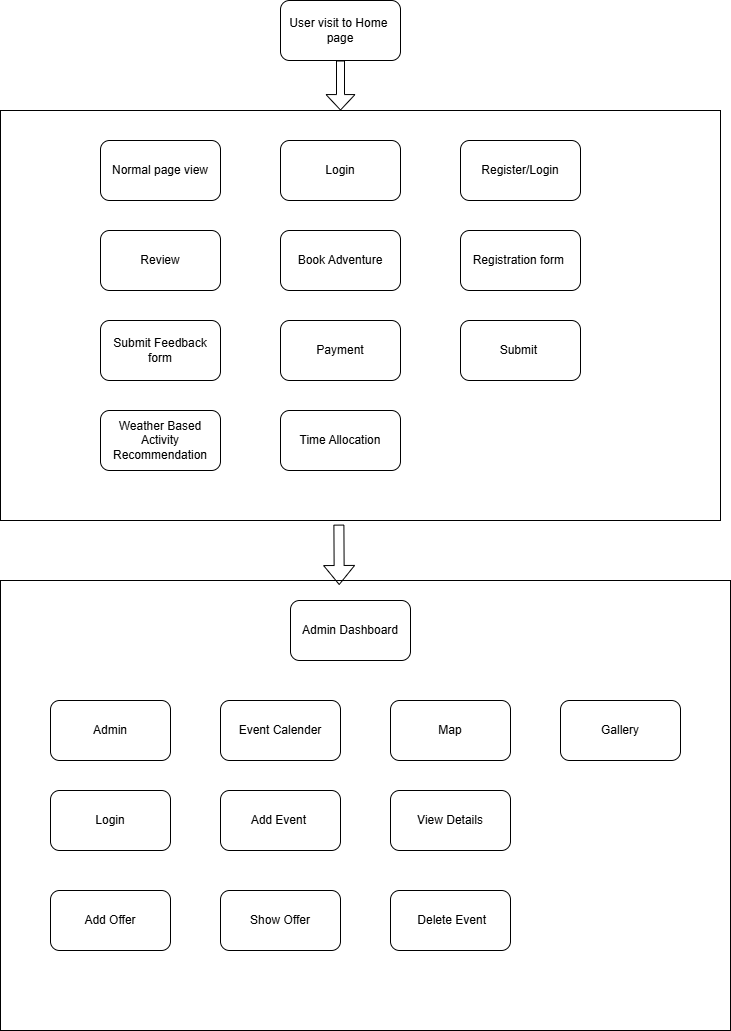 User visit to Home
page
Normal page view
Login
Register/Login
Review
Book Adventure
Registration form
Submit Feedback
form
Payment
Submit
Weather Based
Activity
Recommendation
Time Allocation
Admin Dashboard
Admin
Event Calender
Map
Gallery
Login
Add Event
View Details
Add Offer
Show Offer
Delete Event